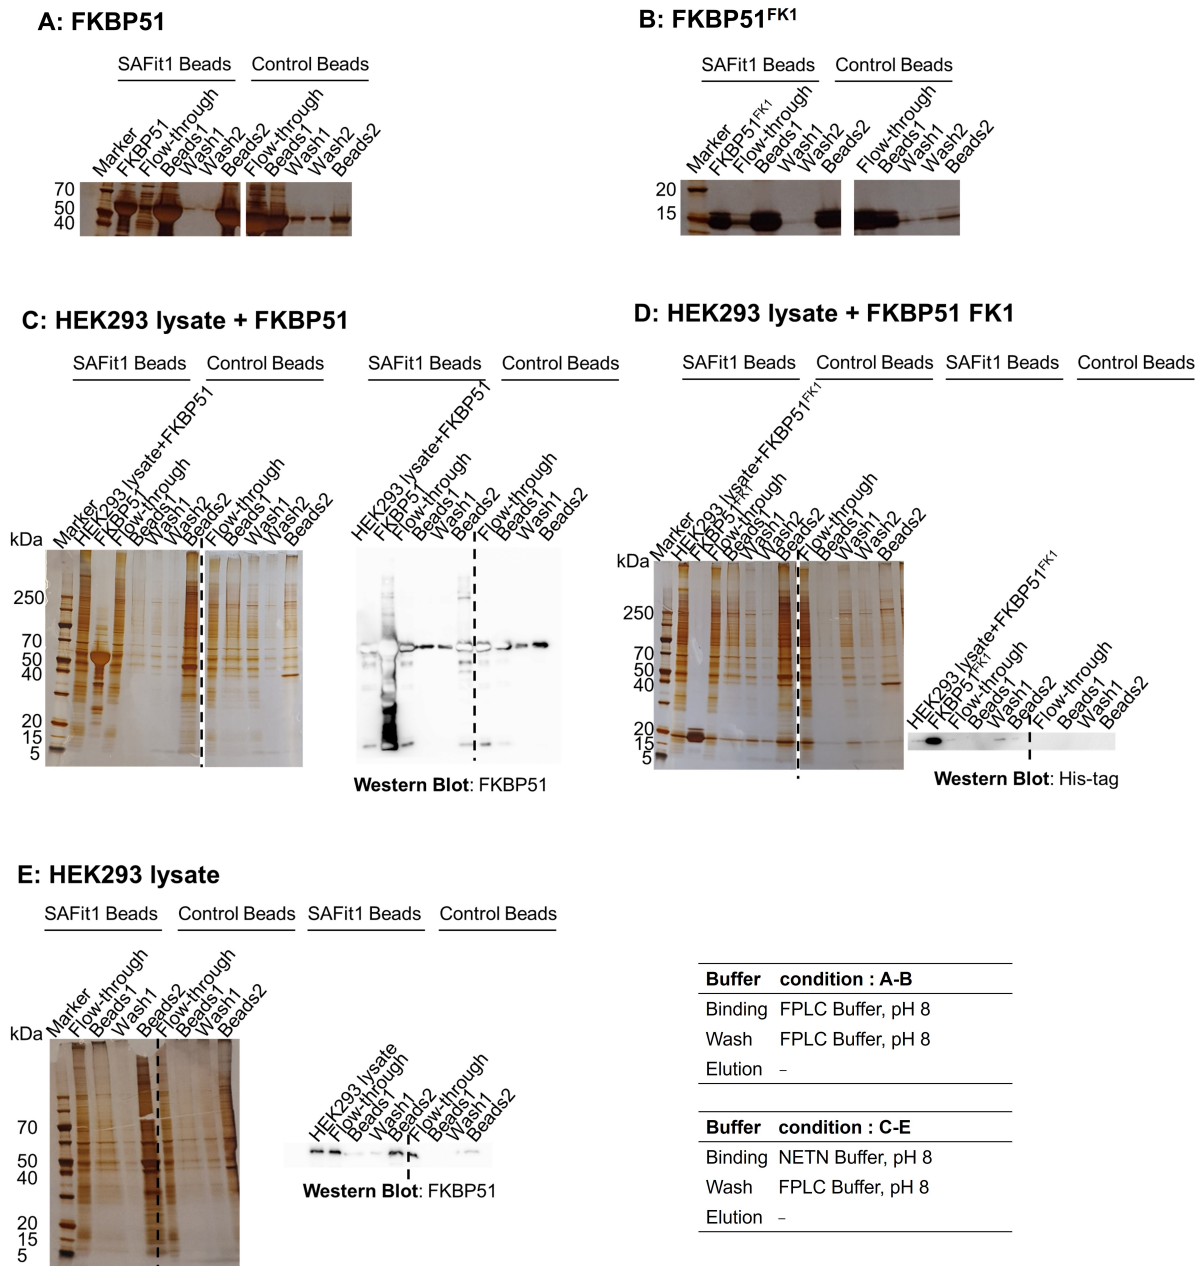 A: FKBP51
SAFit1 Beads
Control Beads
Marker
FKBP51
Flow-through
Beads1
Wash1
Wash2
Beads2
Flow-through
Beads1
Wash1
Wash2
Beads2
70
50
40
B: FKBP51FK1
SAFit1 Beads
Control Beads
Marker
FKBP51FK1
Flow-through
Beads1
Wash1
Wash2
Beads2
Flow-through
Beads1
Wash1
Wash2
Beads2
20
15
C: HEK293 lysate + FKBP51
SAFit1 Beads
Control Beads
Marker
HEK293 lysate+FKBP51
FKBP51
Flow-through
Beads1
Wash1
Wash2
Beads2
Flow-through
Beads1
Wash1
Wash2
Beads2
kDa
250
70
50
40
20
15
5
SAFit1 Beads
Control Beads
HEK293 lysate+FKBP51
FKBP51
Flow-through
Beads1
Wash1
Beads2
Flow-through
Beads1
Wash1
Beads2
Western Blot: FKBP51
D: HEK293 lysate + FKBP51 FK1
SAFit1 Beads
Control Beads
SAFit1 Beads
Control Beads
Marker
HEK293 lysate+FKBP51FK1
FKBP51FK1
Flow-through
Beads1
Wash1
Wash2
Beads2
Flow-through
Beads1
Wash1
Wash2
Beads2
kDa
250
70
50
40
20
15
5
HEK293 lysate+FKBP51FK1
FKBP51FK1
Flow-through
Beads1
Wash1
Beads2
Flow-through
Beads1
Wash1
Beads2
Western Blot: His-tag
E: HEK293 lysate
SAFit1 Beads
Control Beads
SAFit1 Beads
Control Beads
Marker
Flow-through
Beads1
Wash1
Beads2
Flow-through
Beads1
Wash1
Beads2
kDa
70
50
40
20
15
5
HEK293 lysate
Flow-through
Beads1
Wash1
Beads2
Flow-through
Beads1
Wash1
Beads2
Western Blot: FKBP51
Buffer condition : A-B
Binding FPLC Buffer, pH 8
Wash FPLC Buffer, pH 8
Elution –
Buffer condition : C-E
Binding NETN Buffer, pH 8
Wash FPLC Buffer, pH 8
Elution –